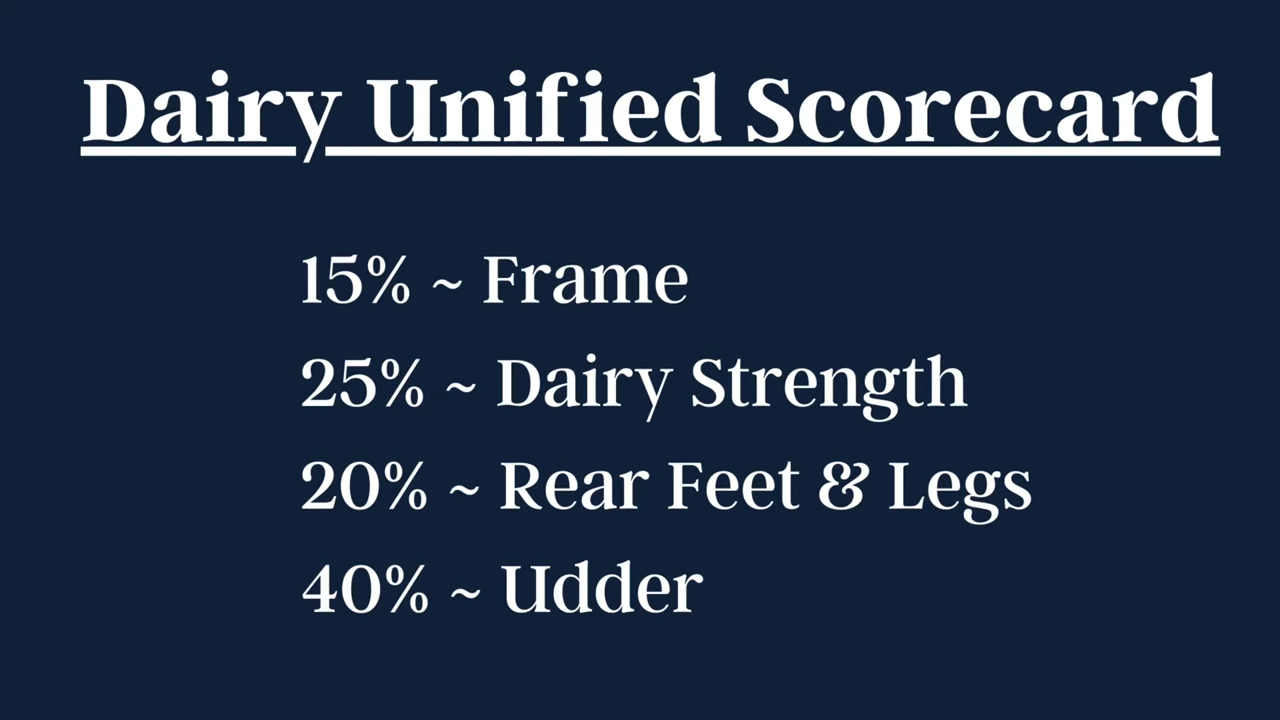 Dairy Unified Scorecard
15% ~ Frame
25% ~ Dairy Strength
20% ~ Rear Feet & Legs
40% ~ Udder